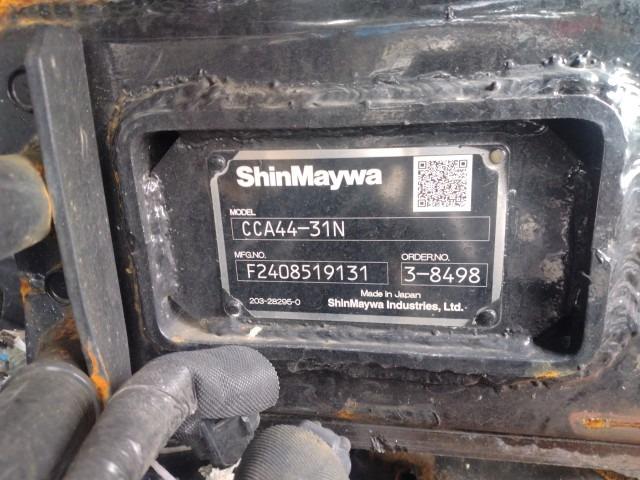 ShinMaywa
MODEL
CCA44-31N
MFG.NO. ORDER.NO.
F2408519131 3-8498
Made in Japan
203-28295-0 ShinMaywa Industries, Ltd.